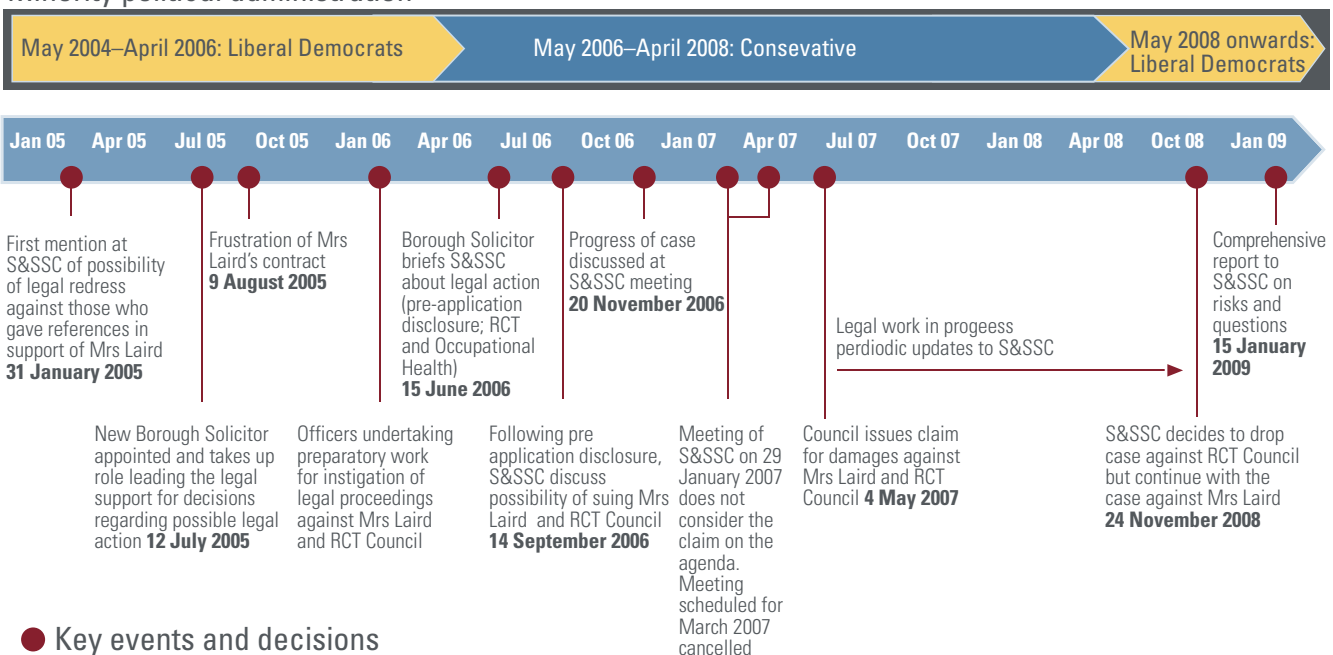 Minority political administration
May 2004–April 2006: Liberal Democrats
May 2006–April 2008: Consevative
May 2008 onwards:
Liberal Democrats
Jan 05 Apr 05 Jul 05 Oct 05 Jan 06 Apr 06 Jul 06 Oct 06 Jan 07 Apr 07 Jul 07 Oct 07 Jan 08 Apr 08 Oct 08 Jan 09
First mention at
S&SSC of possibility
of legal redress
against those who
gave references in
support of Mrs Laird
31 January 2005
New Borough Solicitor
appointed and takes up
role leading the legal
support for decisions
regarding possible legal
action 12 July 2005
Frustration of Mrs
Laird's contract
9 August 2005
Officers undertaking
preparatory work
for instigation of
legal proceedings
against Mrs Laird
and RCT Council
Borough Solicitor
briefs S&SSC
about legal action
(pre-application
disclosure; RCT
and Occupational
Health)
15 June 2006
Following pre
application disclosure,
S&SSC discuss
possibility of suing Mrs
Laird and RCT Council
14 September 2006
Progress of case
discussed at
S&SSC meeting
20 November 2006
Meeting of
S&SSC on 29
January 2007
does not
consider the
claim on the
agenda.
Meeting
scheduled for
March 2007
cancelled
Council issues claim
for damages against
Mrs Laird and RCT
Council 4 May 2007
Legal work in progeess
perdiodic updates to S&SSC
S&SSC decides to drop
case against RCT Council
but continue with the
case against Mrs Laird
24 November 2008
Comprehensive
report to
S&SSC on
risks and
questions
15 January
2009
Key events and decisions